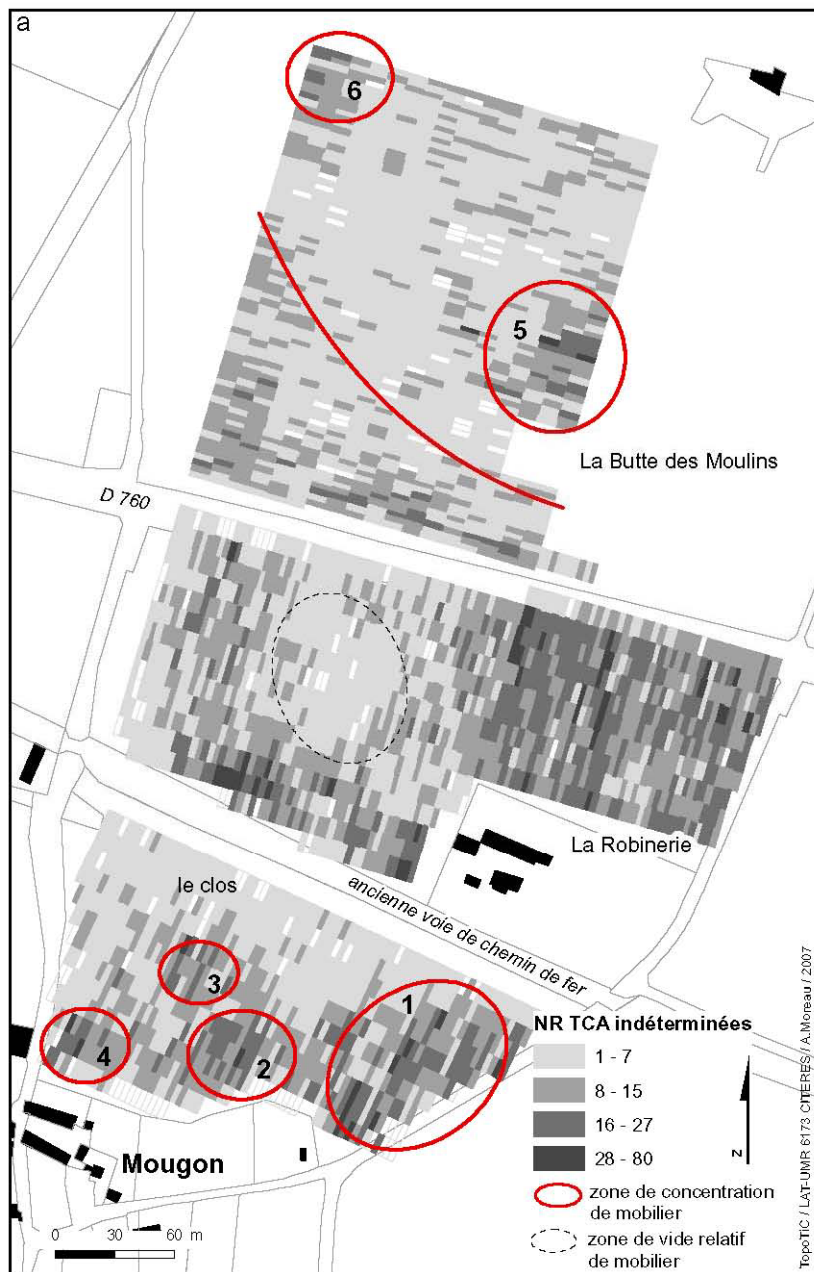 a
6
5
La Butte des Moulins
D 760
La Robinerie
ancienne voie de chemin de fer
le clos
3
1
4
2
Mougon
0 30 60 m
NR TCA indéterminées
1 - 7
8 - 15
16 - 27
28 - 80
zone de concentration
de mobilier
zone de vide relatif
de mobilier
N
TopoTiC / LAT-UMR 6173 CITERES / A.Moreau / 2007